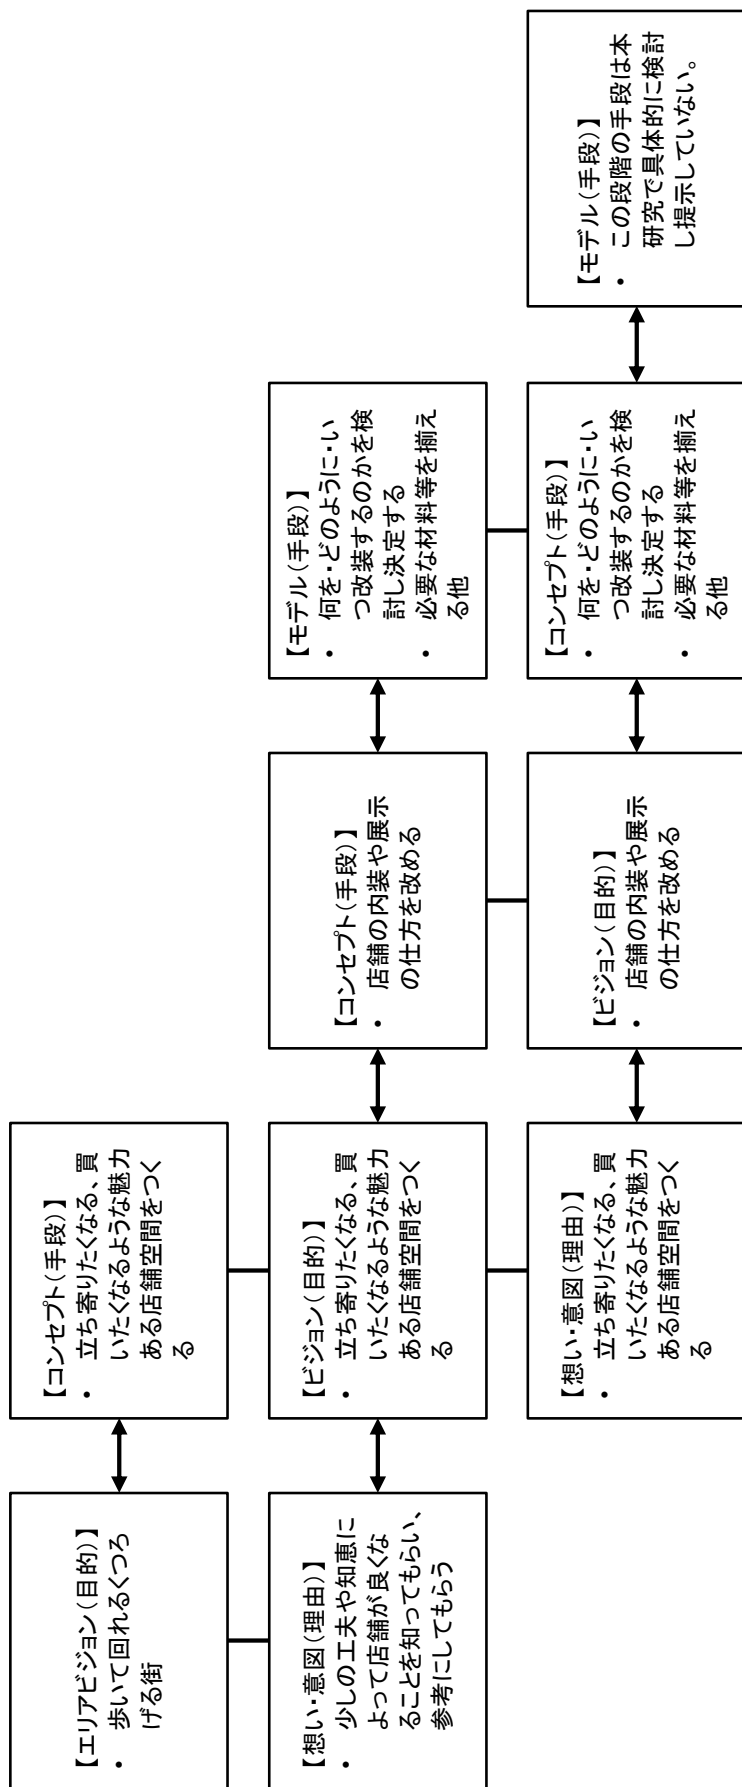 【エリアビジョン（目的）】
• 歩いて回れるくつろ
げる街
【コンセプト（手段）】
• 立ち寄りたくなる、買
いたくなるような魅力
ある店舗空間をつく
る
【想い・意図（理由）】
• 少しの工夫や知恵に
よって店舗が良くな
ることを知ってもらい、
参考にしてもらう
【ビジョン（目的）】
• 立ち寄りたくなる、買
いたくなるような魅力
ある店舗空間をつく
る
【コンセプト（手段）】
• 店舗の内装や展示
の仕方を改める
【モデル（手段）】
• 何を・どのように・い
つ改装するのかを検
討し決定する
• 必要な材料等を揃え
る他
【想い・意図（理由）】
• 立ち寄りたくなる、買
いたくなるような魅力
ある店舗空間をつく
る
【ビジョン（目的）】
• 店舗の内装や展示
の仕方を改める
【コンセプト（手段）】
• 何を・どのように・い
つ改装するのかを検
討し決定する
• 必要な材料等を揃え
る他
【モデル（手段）】
• この段階の手段は本
研究で具体的に検討
し提示していない。